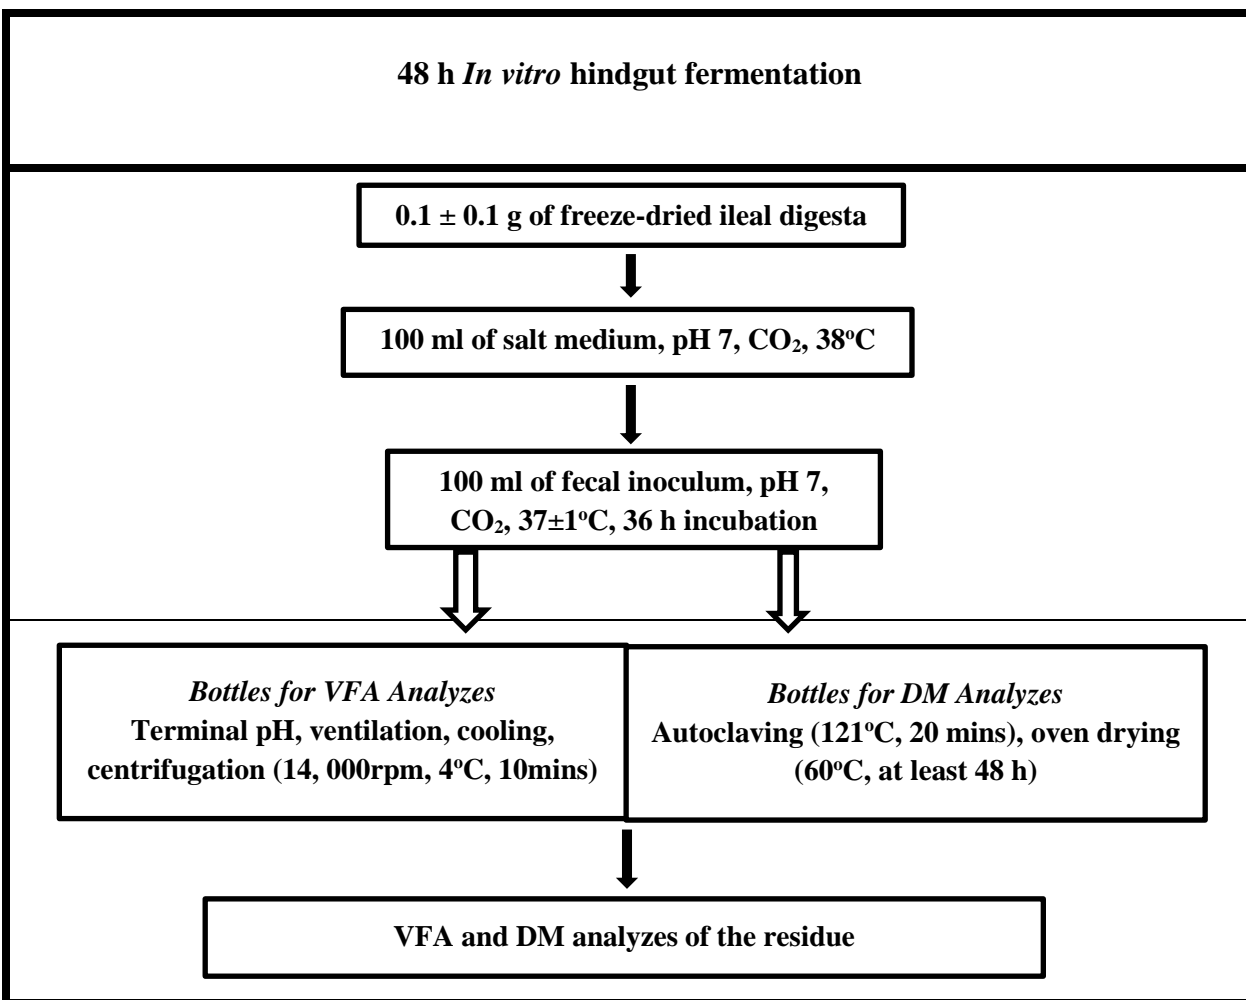 48 h In vitro hindgut fermentation
0.1 ± 0.1 g of freeze-dried ileal digesta
100 ml of salt medium, pH 7, CO₂, 38ºC
100 ml of fecal inoculum, pH 7,
CO₂, 37±1ºC, 36 h incubation
Bottles for VFA Analyzes
Terminal pH, ventilation, cooling,
centrifugation (14, 000rpm, 4ºC, 10mins)
Bottles for DM Analyzes
Autoclaving (121ºC, 20 mins), oven drying
(60ºC, at least 48 h)
VFA and DM analyzes of the residue